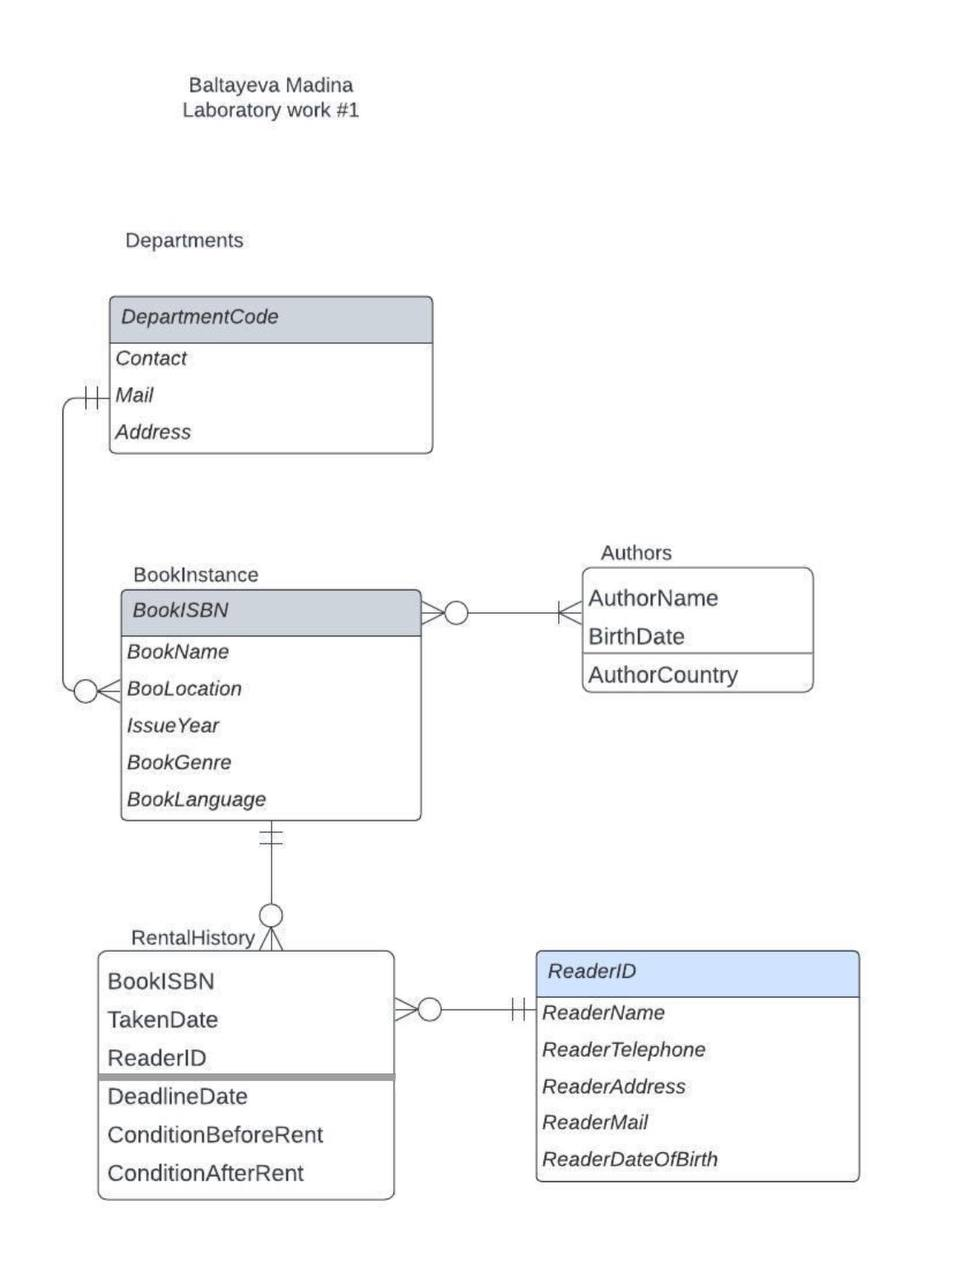 Baltayeva Madina
Laboratory work #1
Departments
DepartmentCode
Contact
Mail
Address
BookInstance
BookISBN
BookName
BooLocation
IssueYear
BookGenre
BookLanguage
Authors
AuthorName
BirthDate
AuthorCountry
RentalHistory
BookISBN
TakenDate
ReaderID
DeadlineDate
ConditionBeforeRent
ConditionAfterRent
ReaderID
ReaderName
ReaderTelephone
ReaderAddress
ReaderMail
ReaderDateOfBirth